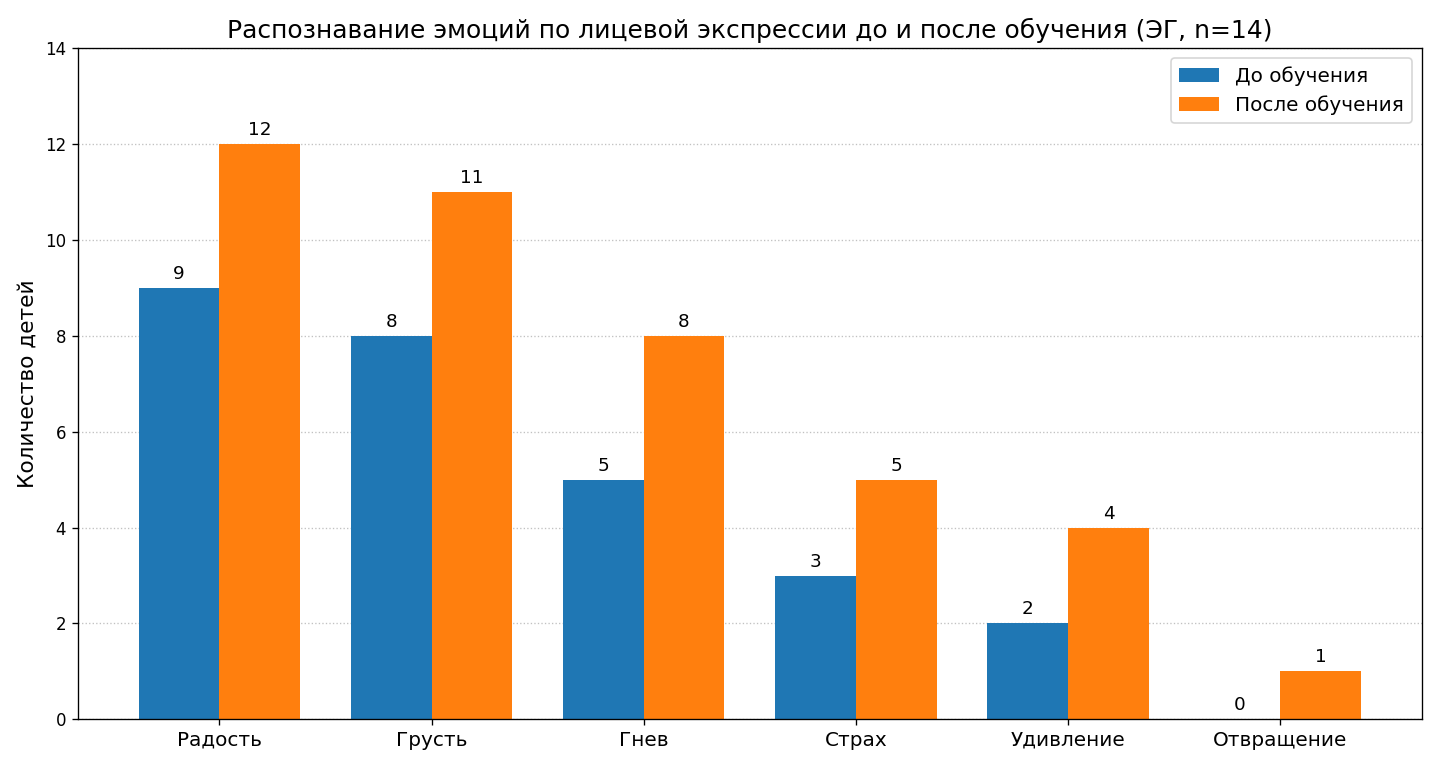 Распознавание эмоций по лицевой экспрессии до и после обучения (ЭГ, n=14)
До обучения
После обучения
Количество детей
14
12
10
8
6
4
2
0
9
12
8
11
5
8
3
5
2
4
0
1
Радость
Грусть
Гнев
Страх
Удивление
Отвращение